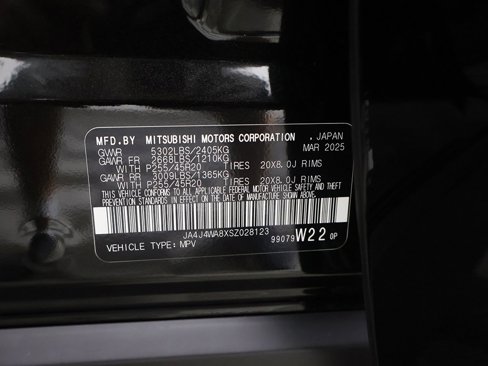 MFD.BY MITSUBISHI MOTORS CORPORATION , JAPAN
GVWR 5302LBS/2405KG MAR 2025
GAWR FR 2668LBS/1210KG
WITH P255/45R20 TIRES 20X8.0J RIMS
GAWR RR 3009LBS/1365KG
WITH P255/45R20 TIRES 20X8.0J RIMS
THIS VEHICLE CONFORMS TO ALL APPLICABLE FEDERAL MOTOR VEHICLE SAFETY, BUMPER AND THEFT
PREVENTION STANDARDS IN EFFECT ON THE DATE OF MANUFACTURE SHOWN ABOVE.
JA4J4WA8XSZ028123
VEHICLE TYPE: MPV 99079 W22 0P